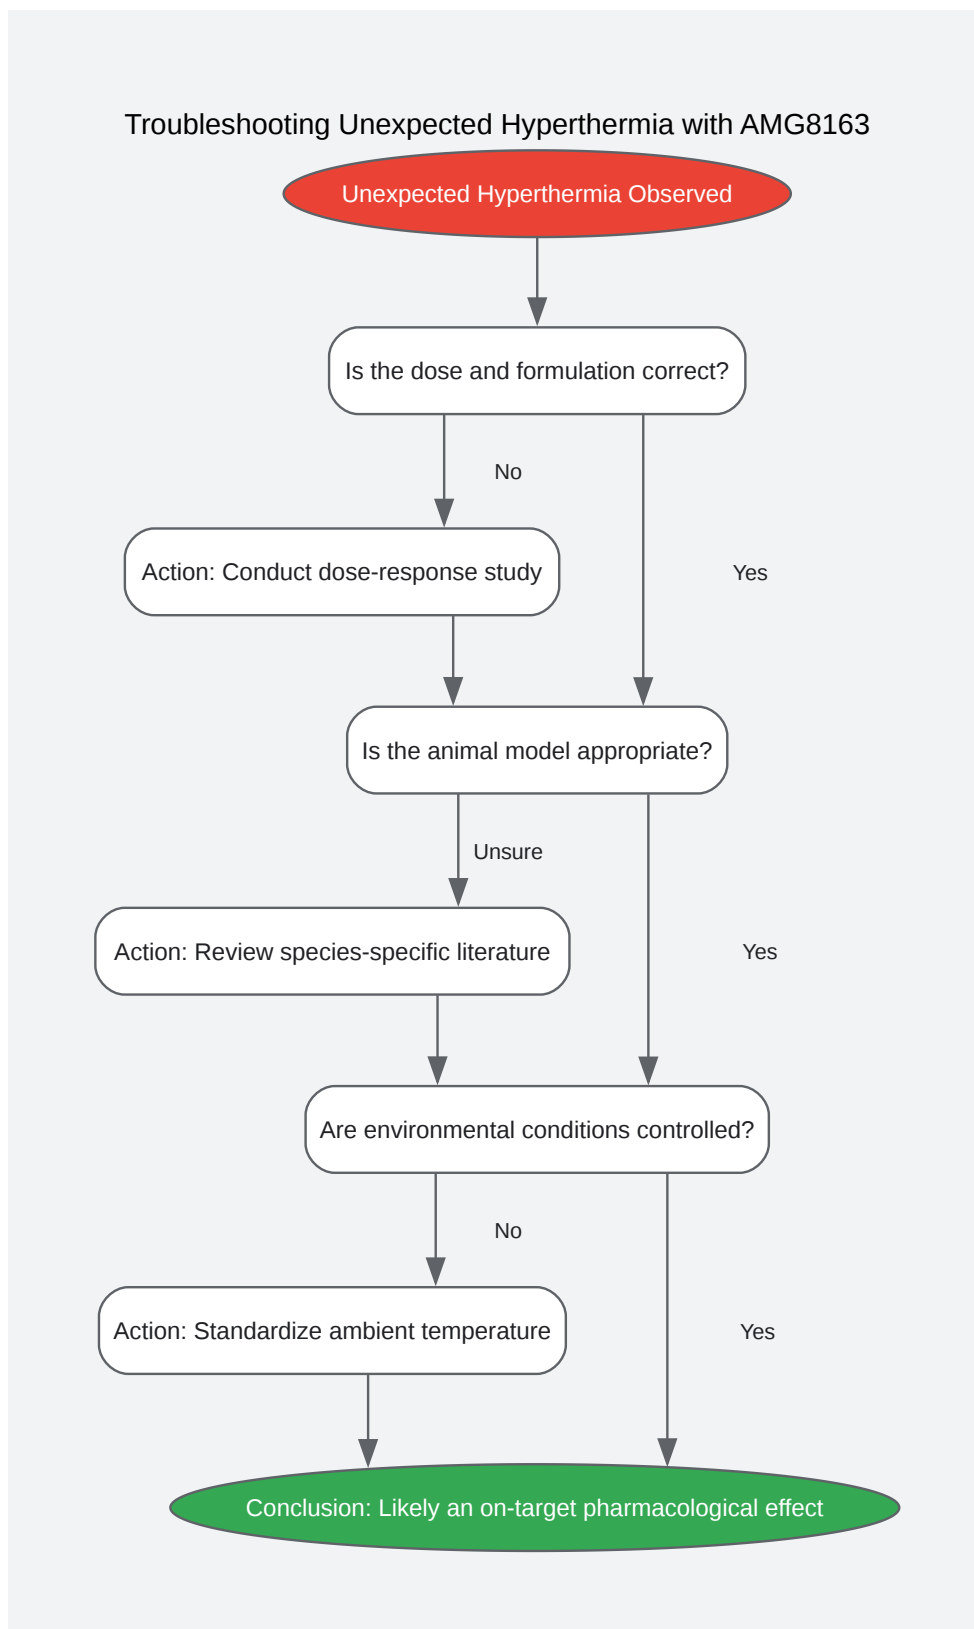 Troubleshooting Unexpected Hyperthermia with AMG8163
Unexpected Hyperthermia Observed
Is the dose and formulation correct?
No
Action: Conduct dose-response study
Yes
Is the animal model appropriate?
Unsure
Action: Review species-specific literature
Yes
Are environmental conditions controlled?
No
Action: Standardize ambient temperature
Yes
Conclusion: Likely an on-target pharmacological effect